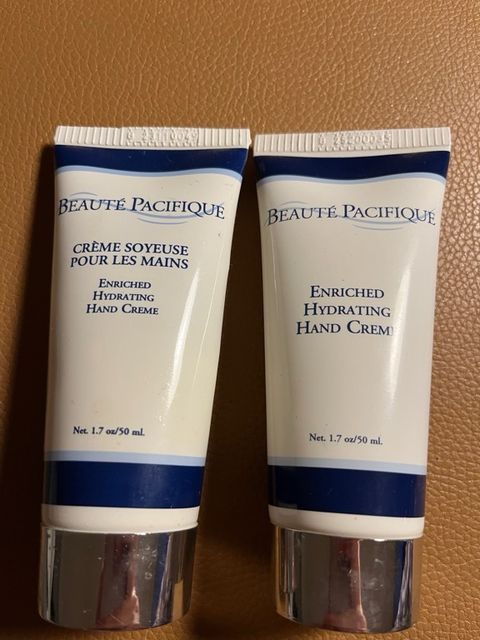 BEAUTÉ PACIFIQUE
CRÈME SOYEUSE
POUR LES MAINS
ENRICHED
HYDRATING
HAND CREME
Net. 1.7 oz/50 ml.
BEAUTÉ PACIFIQUE
ENRICHED
HYDRATING
HAND CREME
Net. 1.7 oz/50 ml.